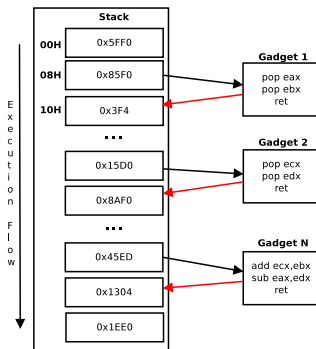 Stack
00H
0x5FF0
08H
0x85F0
10H
0x3F4
...
0x15D0
0x8AF0
...
0x45ED
0x1304
0x1EE0
Execution Flow
Gadget 1
pop eax
pop ebx
ret
Gadget 2
pop ecx
pop edx
ret
Gadget N
add ecx,ebx
sub eax,edx
ret